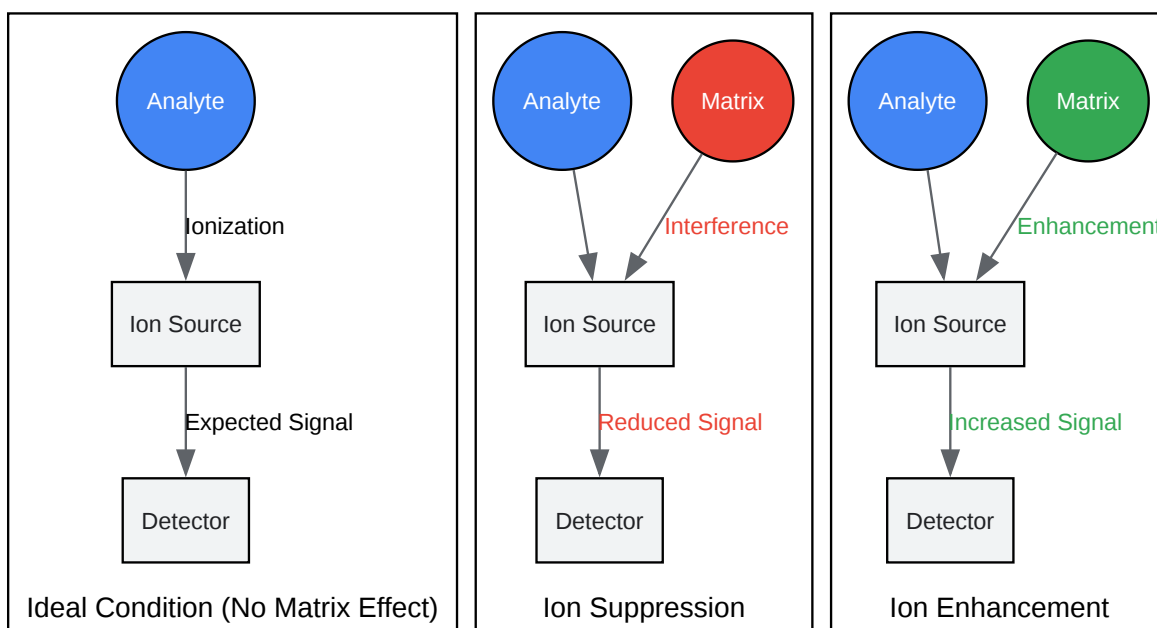 Analyte
Ionization
Ion Source
Expected Signal
Detector
Ideal Condition (No Matrix Effect)
Analyte
Matrix
Interference
Ion Source
Reduced Signal
Detector
Ion Suppression
Analyte
Matrix
Enhancement
Ion Source
Increased Signal
Detector
Ion Enhancement